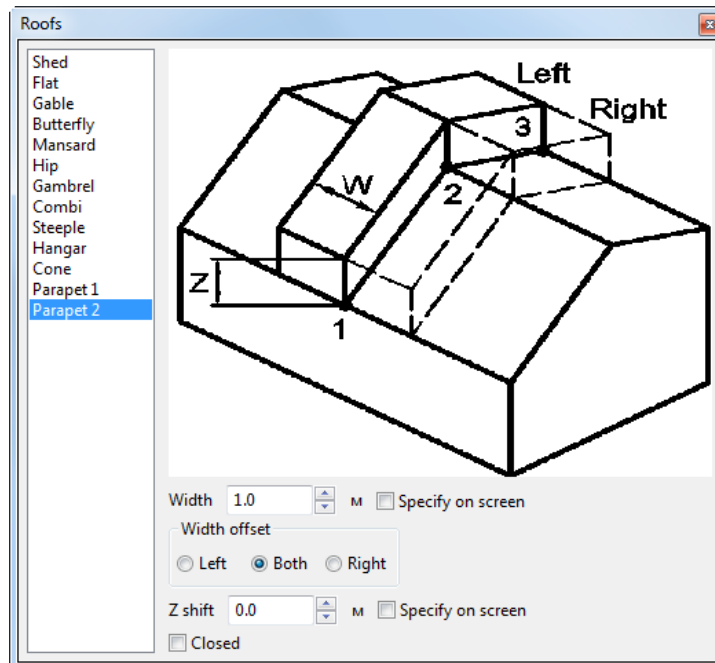 Roofs
Shed
Flat
Gable
Butterfly
Mansard
Hip
Gambrel
Combi
Steeple
Hangar
Cone
Parapet 1
Parapet 2
Left
Right
3
W
2
Z
1
Width 1.0 м Specify on screen
Width offset
Left Both Right
Z shift 0.0 м Specify on screen
Closed